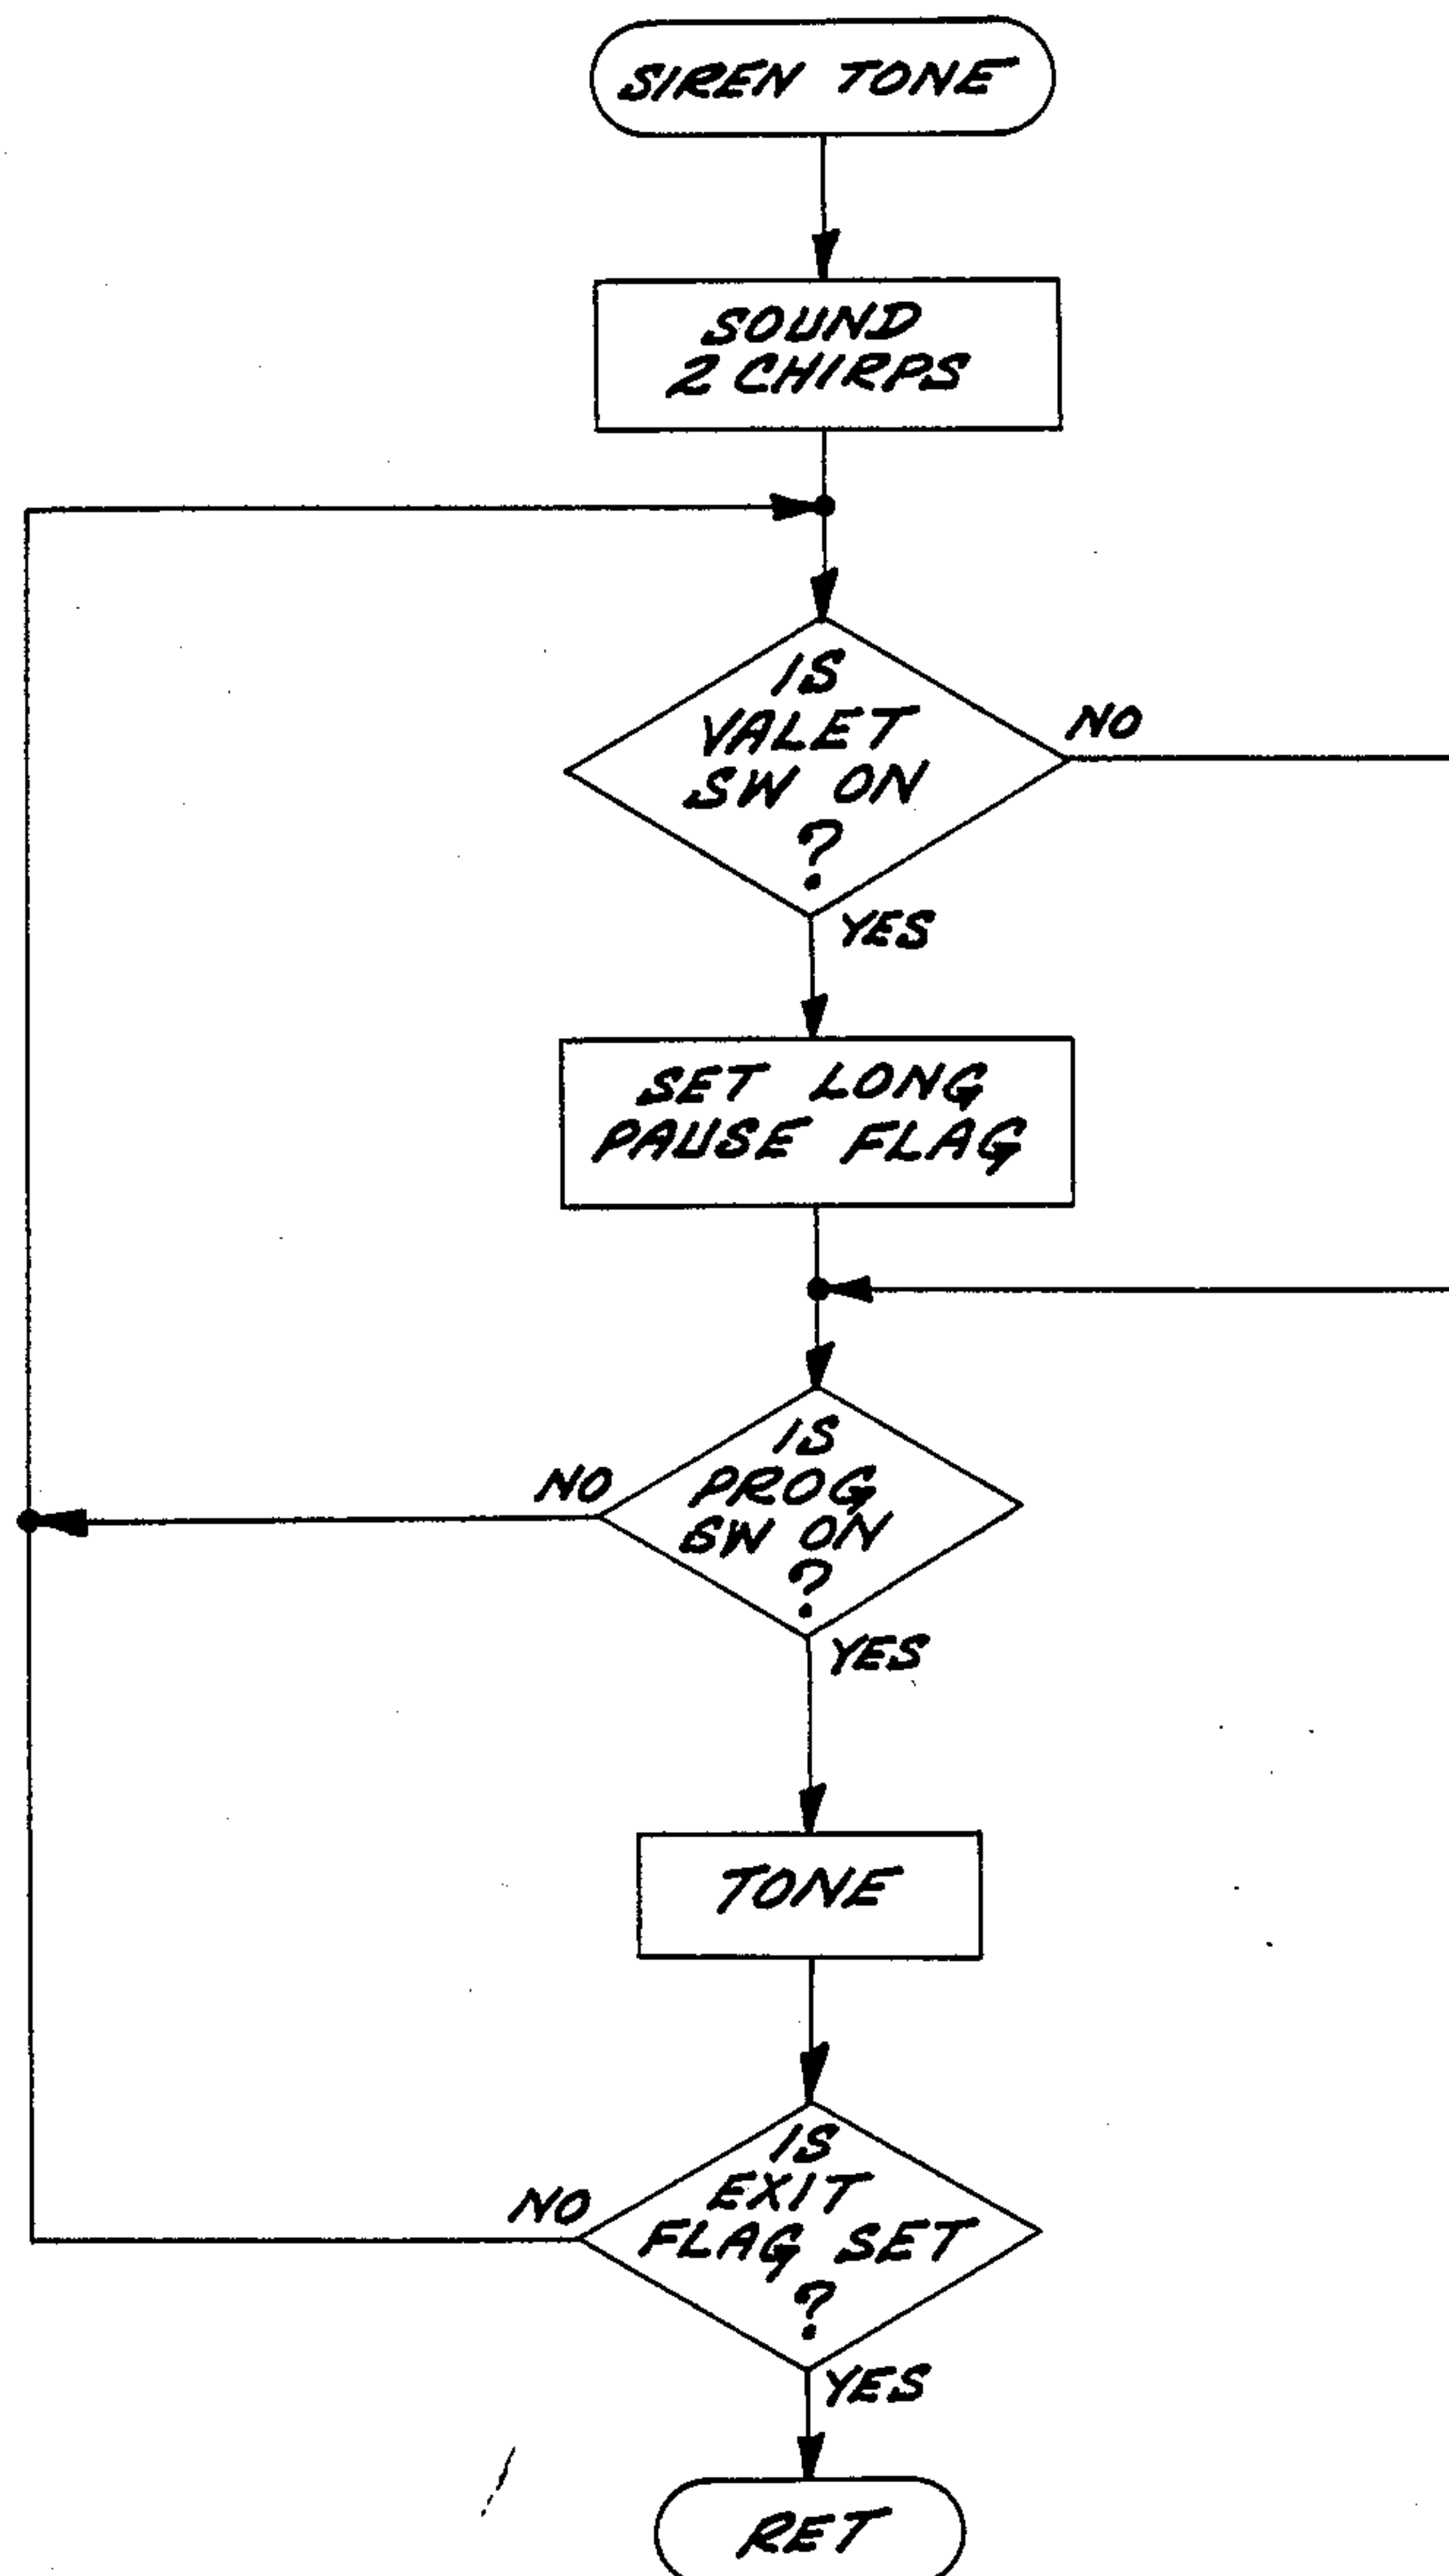 SIREN TONE
SOUND
2 CHIRPS
IS
VALET
SW ON
?
NO
YES
SET LONG
PAUSE FLAG
IS
PROG
SW ON
?
NO
YES
TONE
IS
EXIT
FLAG SET
?
NO
YES
RET